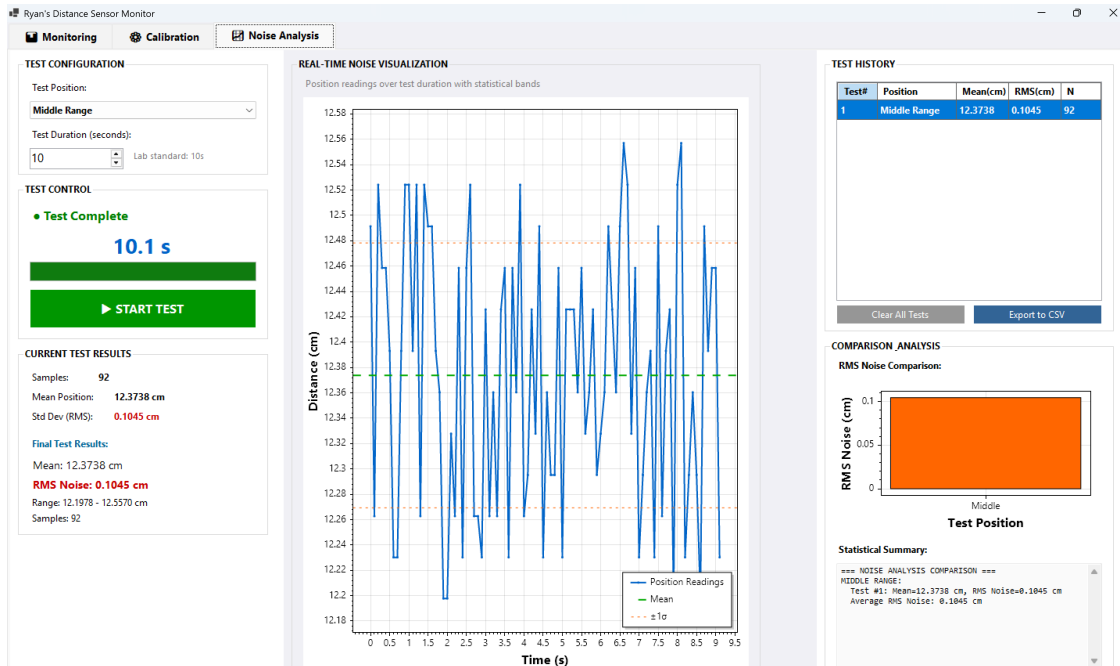 Ryan's Distance Sensor Monitor
Monitoring
Calibration
Noise Analysis
TEST CONFIGURATION
Test Position:
Middle Range
Test Duration (seconds):
10
Lab standard: 10s
TEST CONTROL
● Test Complete
10.1 s
▶ START TEST
CURRENT TEST RESULTS
Samples: 92
Mean Position: 12.3738 cm
Std Dev (RMS): 0.1045 cm
Final Test Results:
Mean: 12.3738 cm
RMS Noise: 0.1045 cm
Range: 12.1978 - 12.5570 cm
Samples: 92
REAL-TIME NOISE VISUALIZATION
Position readings over test duration with statistical bands
Distance (cm)
12.58
12.56
12.54
12.52
12.5
12.48
12.46
12.44
12.42
12.4
12.38
12.36
12.34
12.32
12.3
12.28
12.26
12.24
12.22
12.2
12.18
Position Readings
Mean
±1σ
0 0.5 1 1.5 2 2.5 3 3.5 4 4.5 5 5.5 6 6.5 7 7.5 8 8.5 9 9.5
Time (s)
TEST HISTORY
Test# Position Mean(cm) RMS(cm) N
1 Middle Range 12.3738 0.1045 92
Clear All Tests
Export to CSV
COMPARISON_ANALYSIS
RMS Noise Comparison:
RMS Noise (cm)
0.1
0.05
0
Middle
Test Position
Statistical Summary:
=== NOISE ANALYSIS COMPARISON ===
MIDDLE RANGE:
Test #1: Mean=12.3738 cm, RMS Noise=0.1045 cm
Average RMS Noise: 0.1045 cm